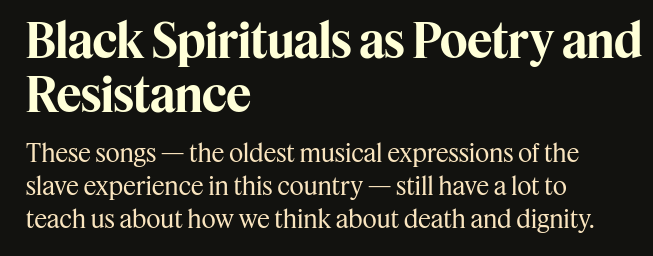 Black Spirituals as Poetry and
Resistance
These songs — the oldest musical expressions of the
slave experience in this country — still have a lot to
teach us about how we think about death and dignity.